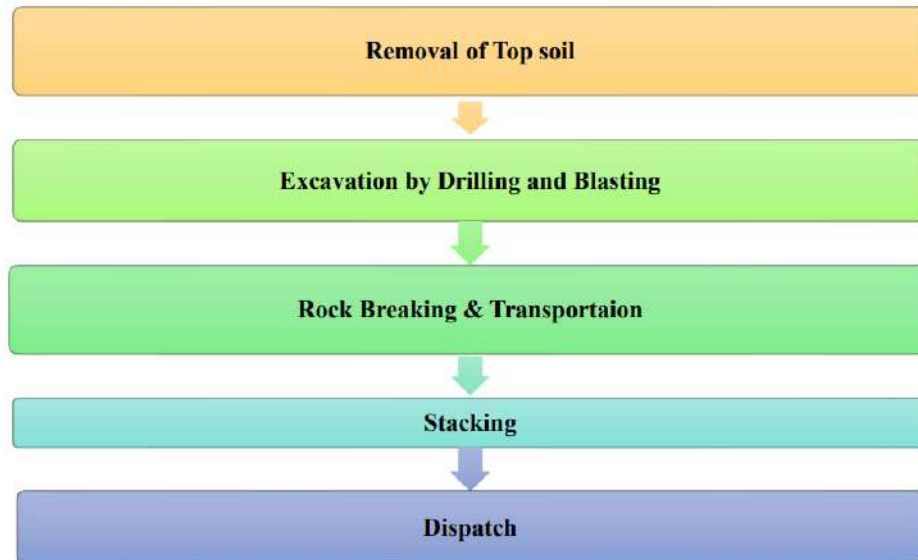 Removal of Top soil
Excavation by Drilling and Blasting
Rock Breaking & Transportaion
Stacking
Dispatch